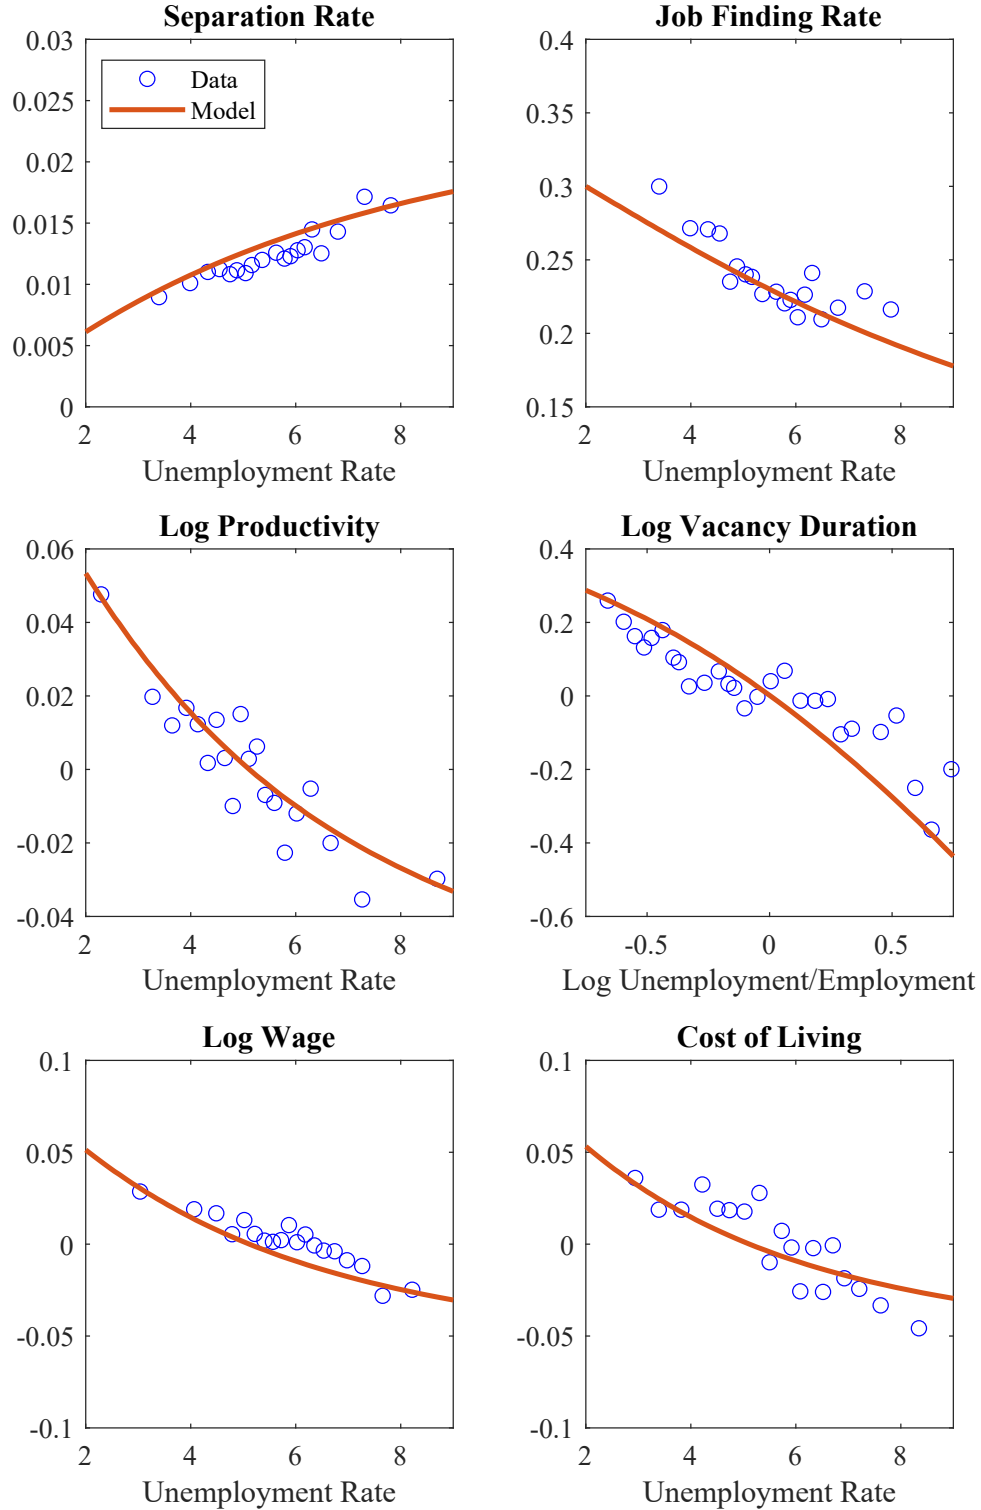 Separation Rate
0.03
0.025
0.02
0.015
0.01
0.005
0
Data
Model
2 4 6 8
Unemployment Rate
Job Finding Rate
0.4
0.35
0.3
0.25
0.2
0.15
2 4 6 8
Unemployment Rate
Log Productivity
0.06
0.04
0.02
0
-0.02
-0.04
2 4 6 8
Unemployment Rate
Log Vacancy Duration
0.4
0.2
0
-0.2
-0.4
-0.6
-0.5 0 0.5
Log Unemployment/Employment
Log Wage
0.1
0.05
0
-0.05
-0.1
2 4 6 8
Unemployment Rate
Cost of Living
0.1
0.05
0
-0.05
-0.1
2 4 6 8
Unemployment Rate